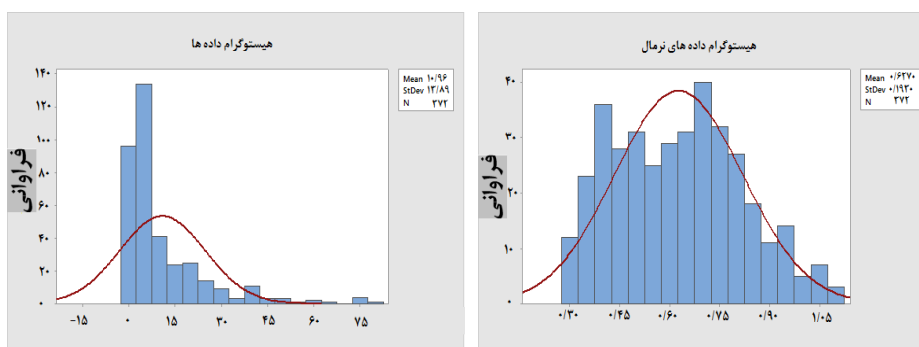 هیستوگرام داده ها
Mean ۱۰/۹۶
StDev ۱۳/۸۹
N ۳۷۲
فراوانی
۱۴۰
۱۲۰
۱۰۰
۸۰
۶۰
۴۰
۲۰
۰
-۱۵ ۰ ۱۵ ۳۰ ۴۵ ۶۰ ۷۵
هیستوگرام داده های نرمال
Mean ۰/۶۲۷۰
StDev ۰/۱۹۳۰
N ۳۷۲
فراوانی
۴۰
۳۰
۲۰
۱۰
۰
۰/۳۰ ۰/۴۵ ۰/۶۰ ۰/۷۵ ۰/۹۰ ۱/۰۵